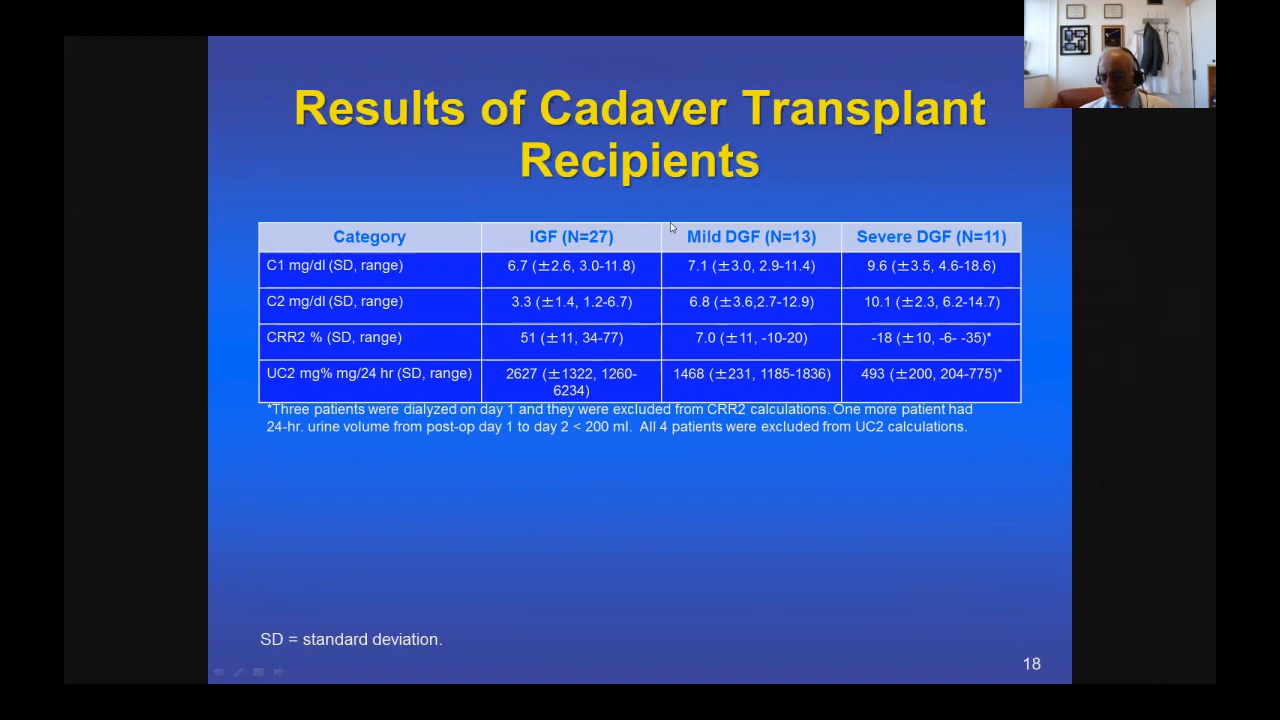 Results of Cadaver Transplant
Recipients
Category IGF (N=27) Mild DGF (N=13) Severe DGF (N=11)
C1 mg/dl (SD, range) 6.7 (±2.6, 3.0-11.8) 7.1 (±3.0, 2.9-11.4) 9.6 (±3.5, 4.6-18.6)
C2 mg/dl (SD, range) 3.3 (±1.4, 1.2-6.7) 6.8 (±3.6,2.7-12.9) 10.1 (±2.3, 6.2-14.7)
CRR2 % (SD, range) 51 (±11, 34-77) 7.0 (±11, -10-20) -18 (±10, -6- -35)*
UC2 mg% mg/24 hr (SD, range) 2627 (±1322, 1260-
6234) 1468 (±231, 1185-1836) 493 (±200, 204-775)*
*Three patients were dialyzed on day 1 and they were excluded from CRR2 calculations. One more patient had
24-hr. urine volume from post-op day 1 to day 2 < 200 ml. All 4 patients were excluded from UC2 calculations.
SD = standard deviation.
18